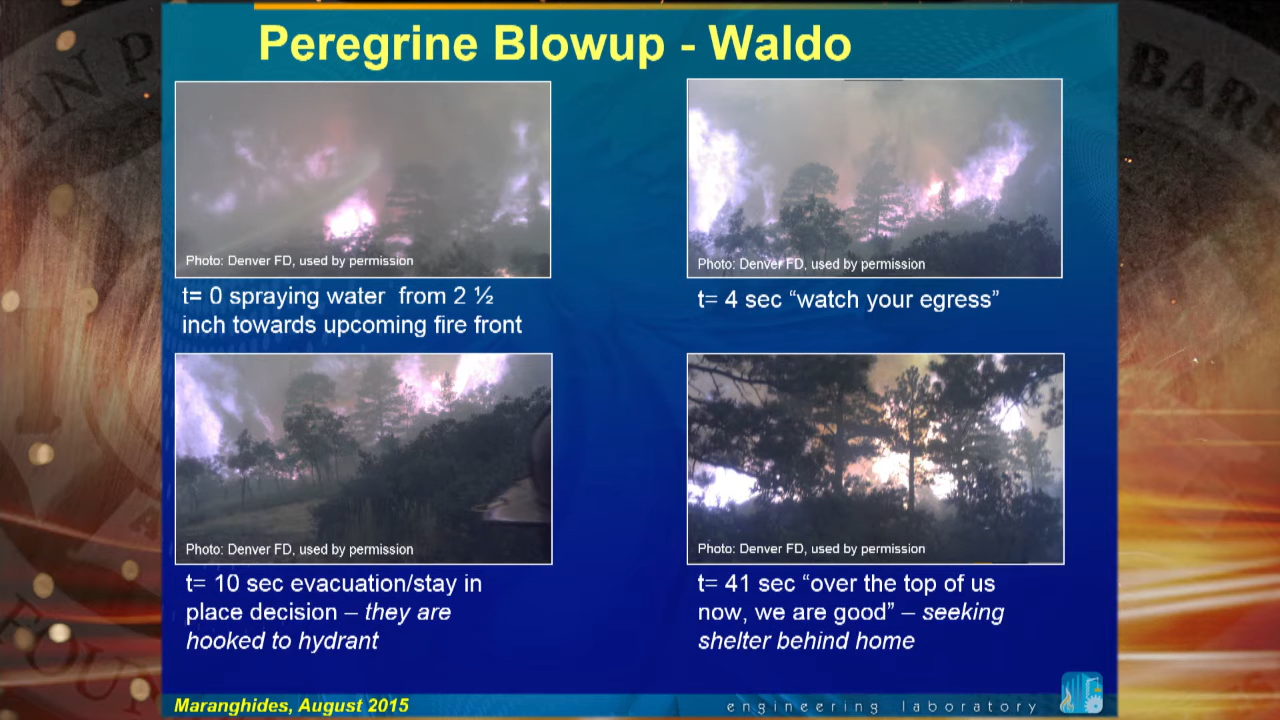 Peregrine Blowup - Waldo
Photo: Denver FD, used by permission
t= 0 spraying water from 2 ½
inch towards upcoming fire front
Photo: Denver FD, used by permission
t= 4 sec “watch your egress”
Photo: Denver FD, used by permission
t= 10 sec evacuation/stay in
place decision – they are
hooked to hydrant
Photo: Denver FD, used by permission
t= 41 sec “over the top of us
now, we are good” – seeking
shelter behind home
Maranghides, August 2015
engineering laboratory